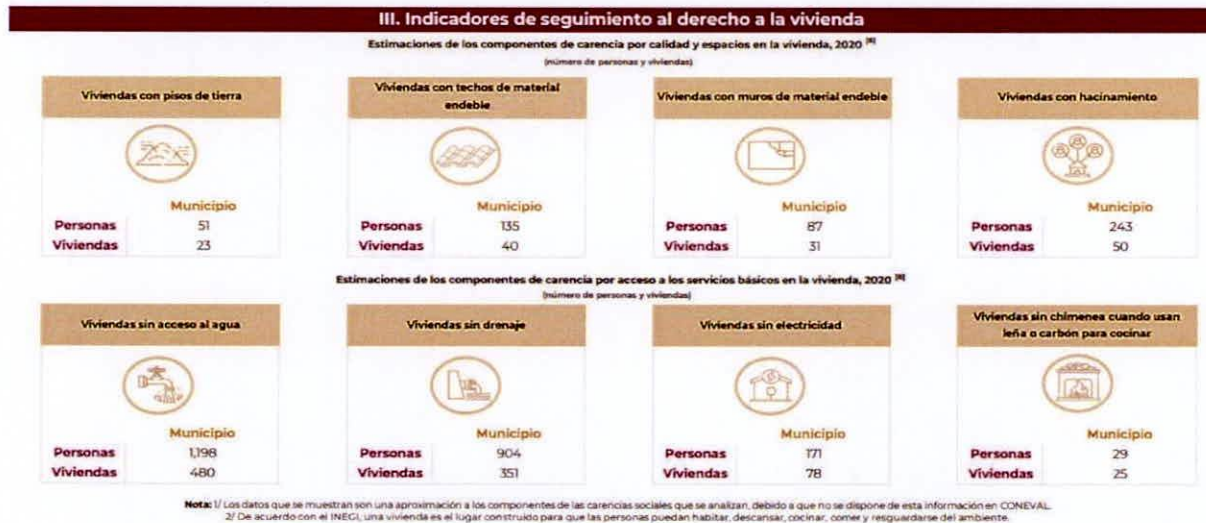 III. Indicadores de seguimiento al derecho a la vivienda
Estimaciones de los componentes de carencia por calidad y espacios en la vivienda, 2020 [6]
(número de personas y viviendas)
Viviendas con pisos de tierra
Municipio
Personas 51
Viviendas 23
Viviendas con techos de material
endeble
Municipio
Personas 135
Viviendas 40
Viviendas con muros de material endeble
Municipio
Personas 87
Viviendas 31
Viviendas con hacinamiento
Municipio
Personas 243
Viviendas 50
Estimaciones de los componentes de carencia por acceso a los servicios básicos en la vivienda, 2020 [6]
(número de personas y viviendas)
Viviendas sin acceso al agua
Municipio
Personas 1,198
Viviendas 480
Viviendas sin drenaje
Municipio
Personas 904
Viviendas 351
Viviendas sin electricidad
Municipio
Personas 171
Viviendas 78
Viviendas sin chimenea cuando usan
leña o carbón para cocinar
Municipio
Personas 29
Viviendas 25
Nota: 1/ Los datos que se muestran son una aproximación a los componentes de las carencias sociales que se analizan, debido a que no se dispone de esta información en CONEVAL.
2/ De acuerdo con el INEGI, una vivienda es el lugar construido para que las personas puedan habitar, descansar, cocinar, comer y resguardarse del ambiente.